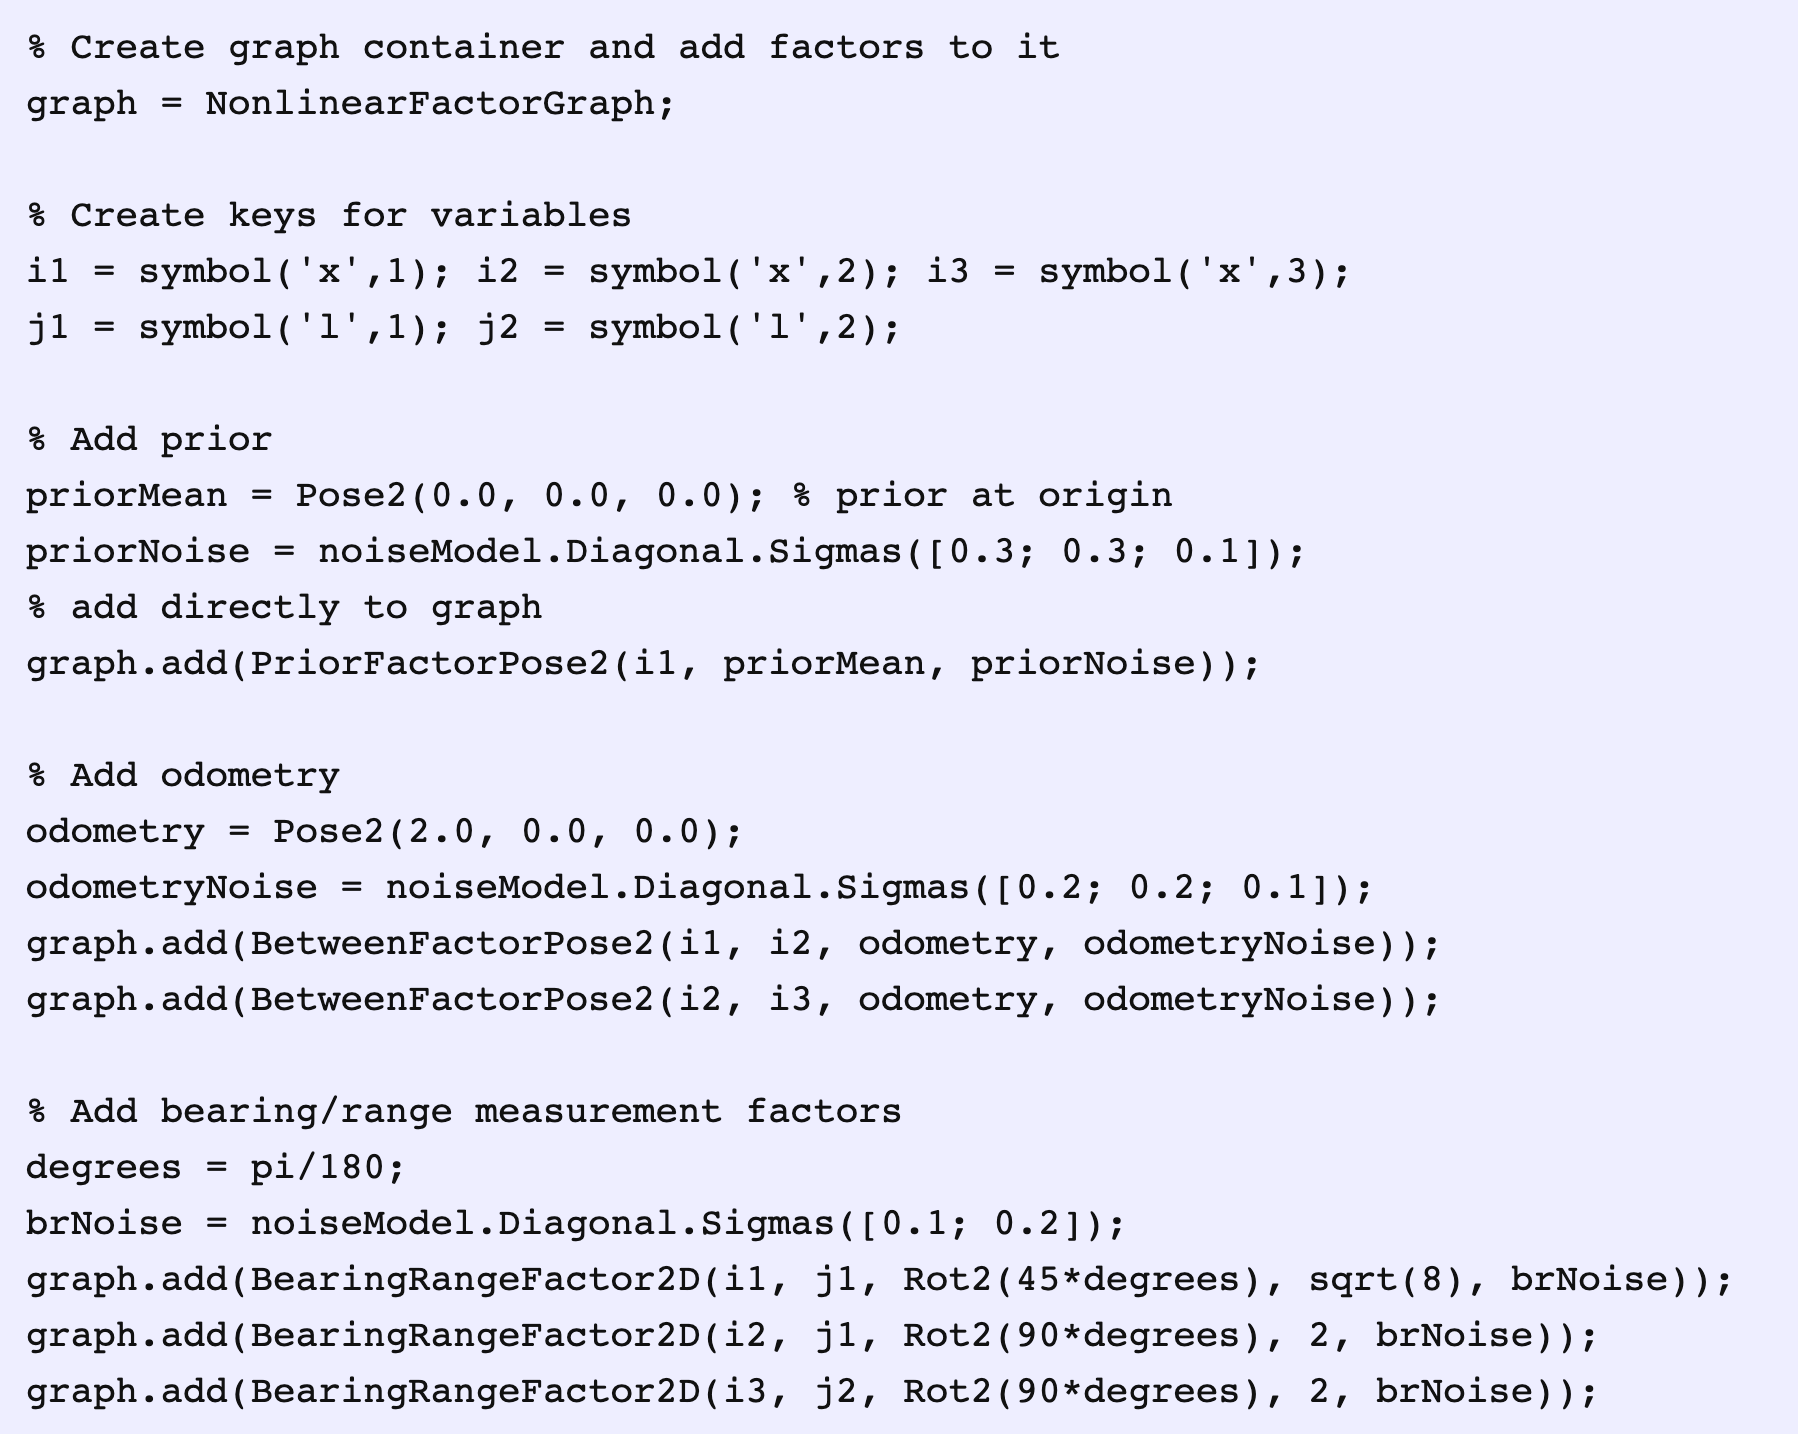 % Create graph container and add factors to it
graph = NonlinearFactorGraph;

% Create keys for variables
i1 = symbol('x',1); i2 = symbol('x',2); i3 = symbol('x',3);
j1 = symbol('l',1); j2 = symbol('l',2);

% Add prior
priorMean = Pose2(0.0, 0.0, 0.0); % prior at origin
priorNoise = noiseModel.Diagonal.Sigmas([0.3; 0.3; 0.1]);
% add directly to graph
graph.add(PriorFactorPose2(i1, priorMean, priorNoise));

% Add odometry
odometry = Pose2(2.0, 0.0, 0.0);
odometryNoise = noiseModel.Diagonal.Sigmas([0.2; 0.2; 0.1]);
graph.add(BetweenFactorPose2(i1, i2, odometry, odometryNoise));
graph.add(BetweenFactorPose2(i2, i3, odometry, odometryNoise));

% Add bearing/range measurement factors
degrees = pi/180;
brNoise = noiseModel.Diagonal.Sigmas([0.1; 0.2]);
graph.add(BearingRangeFactor2D(i1, j1, Rot2(45*degrees), sqrt(8), brNoise));
graph.add(BearingRangeFactor2D(i2, j1, Rot2(90*degrees), 2, brNoise));
graph.add(BearingRangeFactor2D(i3, j2, Rot2(90*degrees), 2, brNoise));